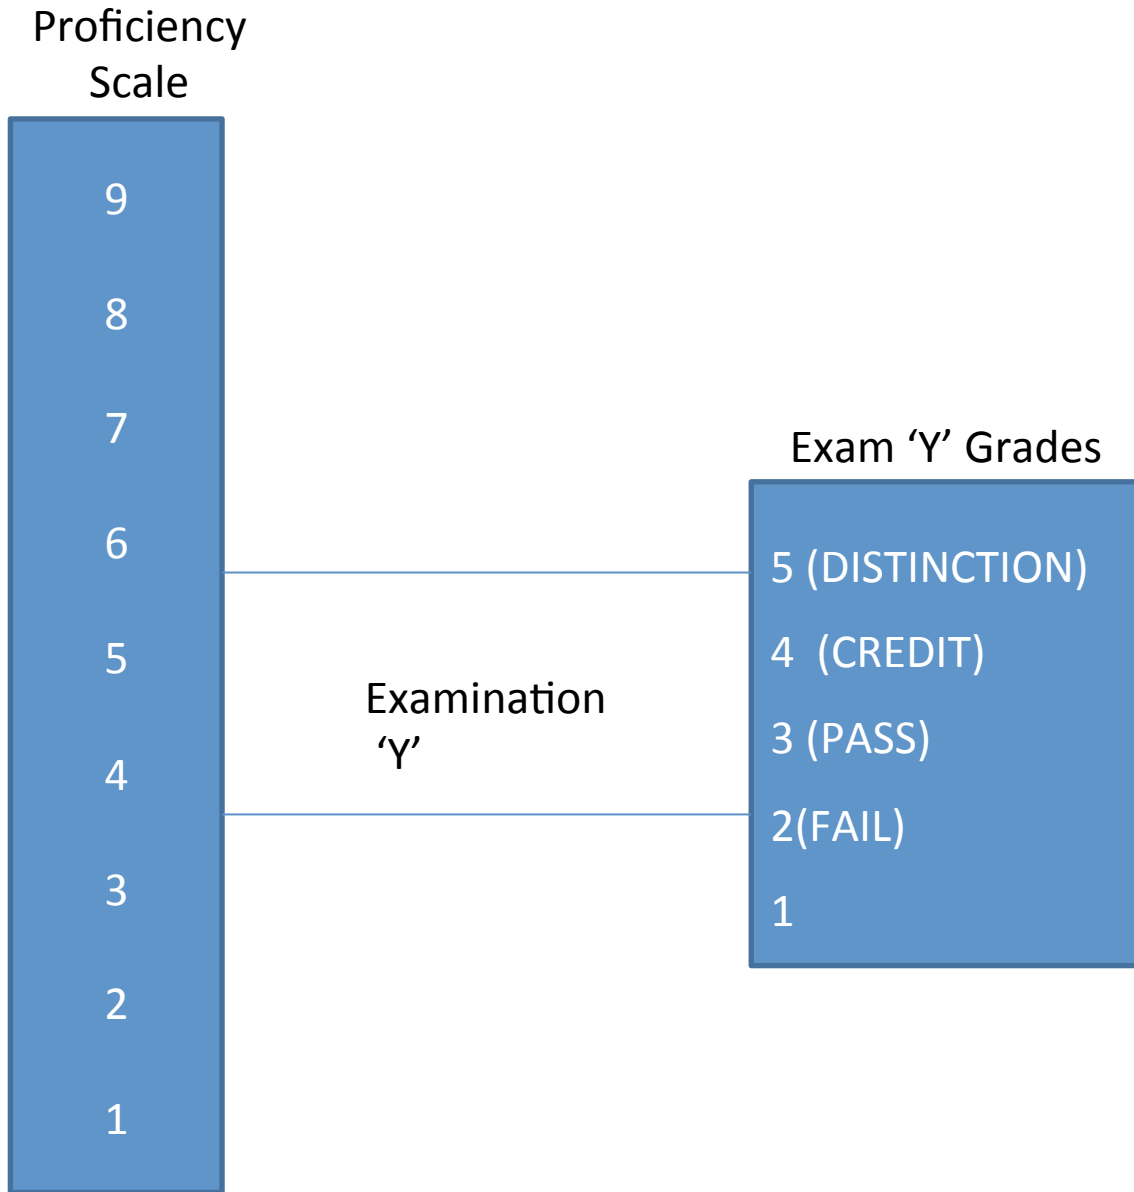 Proficiency
Scale
9
8
7
6
5
4
3
2
1
Examination
‘Y’
Exam ‘Y’ Grades
5 (DISTINCTION)
4 (CREDIT)
3 (PASS)
2(FAIL)
1